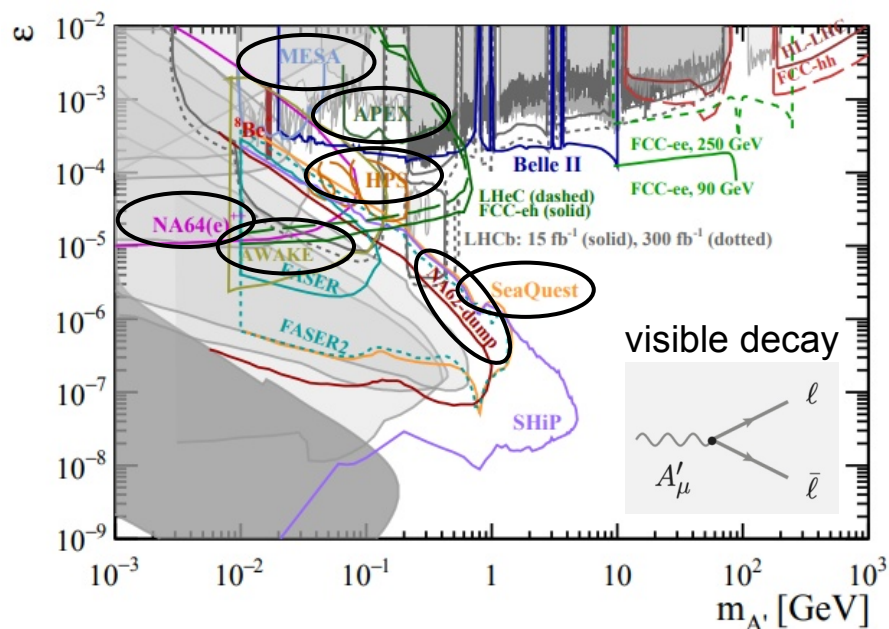 ε
10⁻²
10⁻³
10⁻⁴
10⁻⁵
10⁻⁶
10⁻⁷
10⁻⁸
10⁻⁹
MESA
APEX
⁸Be
HPS
NA64(e)⁺⁺
AWAKE
FASER
FASER2
NA62-dump
SeaQuest
SHiP
Belle II
LHeC (dashed)
FCC-eh (solid)
LHCb: 15 fb⁻¹ (solid), 300 fb⁻¹ (dotted)
HL-LHC
FCC-hh
FCC-ee, 250 GeV
FCC-ee, 90 GeV
visible decay
ℓ
A′μ
ℓ̄
10⁻³ 10⁻² 10⁻¹ 1 10 10² 10³
mA' [GeV]